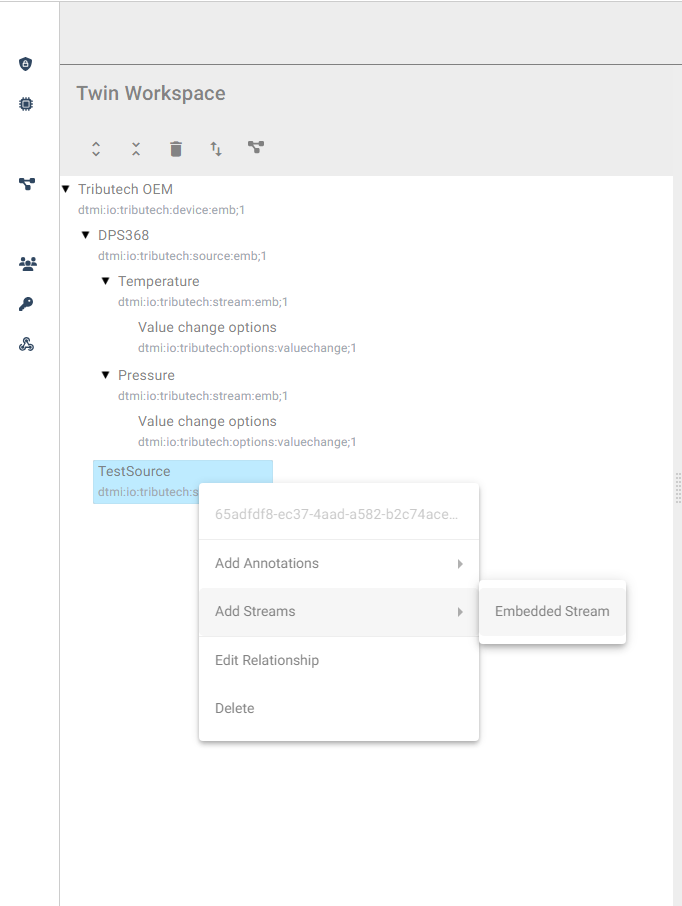 Twin Workspace
Tributech OEM
dtmi:io:tributech:device:emb;1
DPS368
dtmi:io:tributech:source:emb;1
Temperature
dtmi:io:tributech:stream:emb;1
Value change options
dtmi:io:tributech:options:valuechange;1
Pressure
dtmi:io:tributech:stream:emb;1
Value change options
dtmi:io:tributech:options:valuechange;1
TestSource
dtmi:io:tributech:s
65adfdf8-ec37-4aad-a582-b2c74ace...
Add Annotations
Add Streams
Embedded Stream
Edit Relationship
Delete